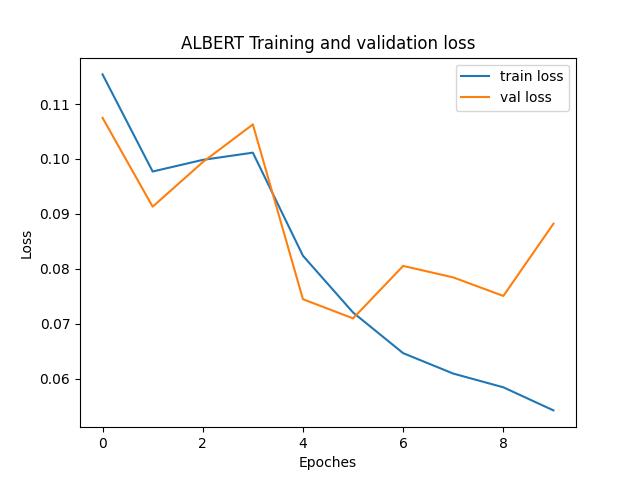 ALBERT Training and validation loss
train loss
val loss
0.11
0.10
0.09
0.08
0.07
0.06
Loss
0
2
4
6
8
Epoches